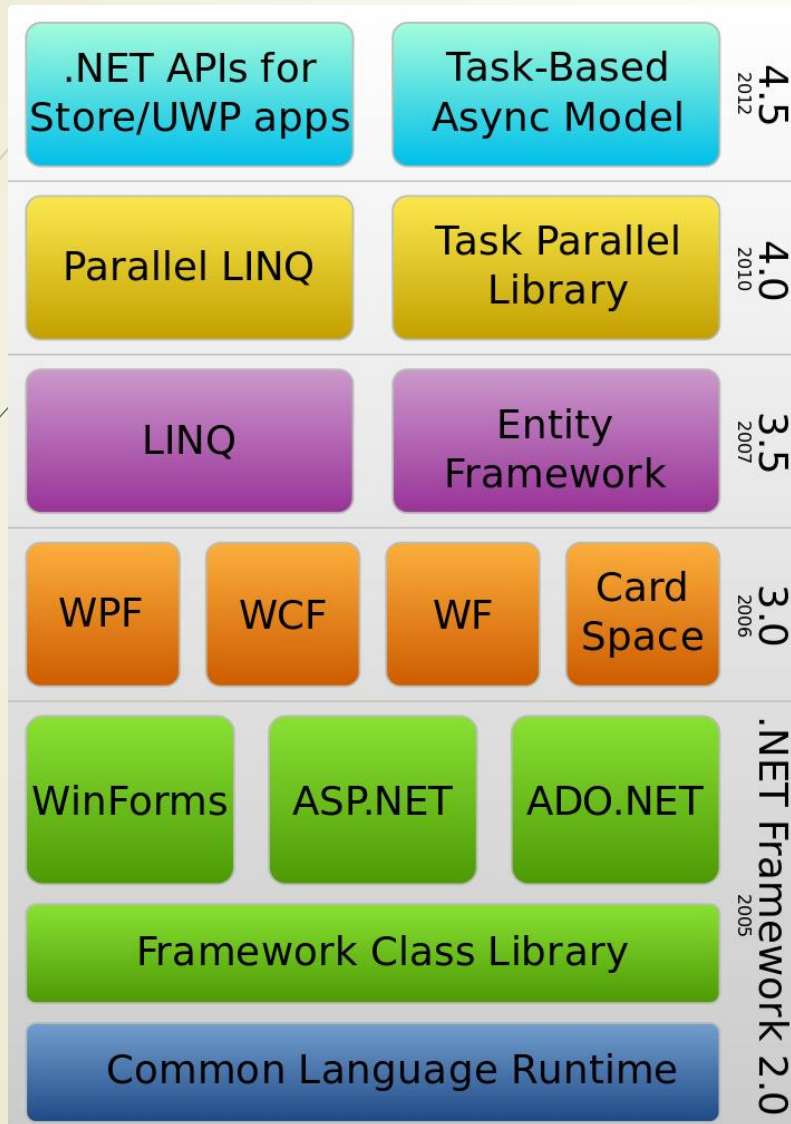 .NET APIs for
Store/UWP apps
Task-Based
Async Model
4.5
2012
Parallel LINQ
Task Parallel
Library
4.0
2010
LINQ
Entity
Framework
3.5
2007
WPF
WCF
WF
Card
Space
3.0
2006
WinForms
ASP.NET
ADO.NET
Framework Class Library
Common Language Runtime
.NET Framework 2.0
2005